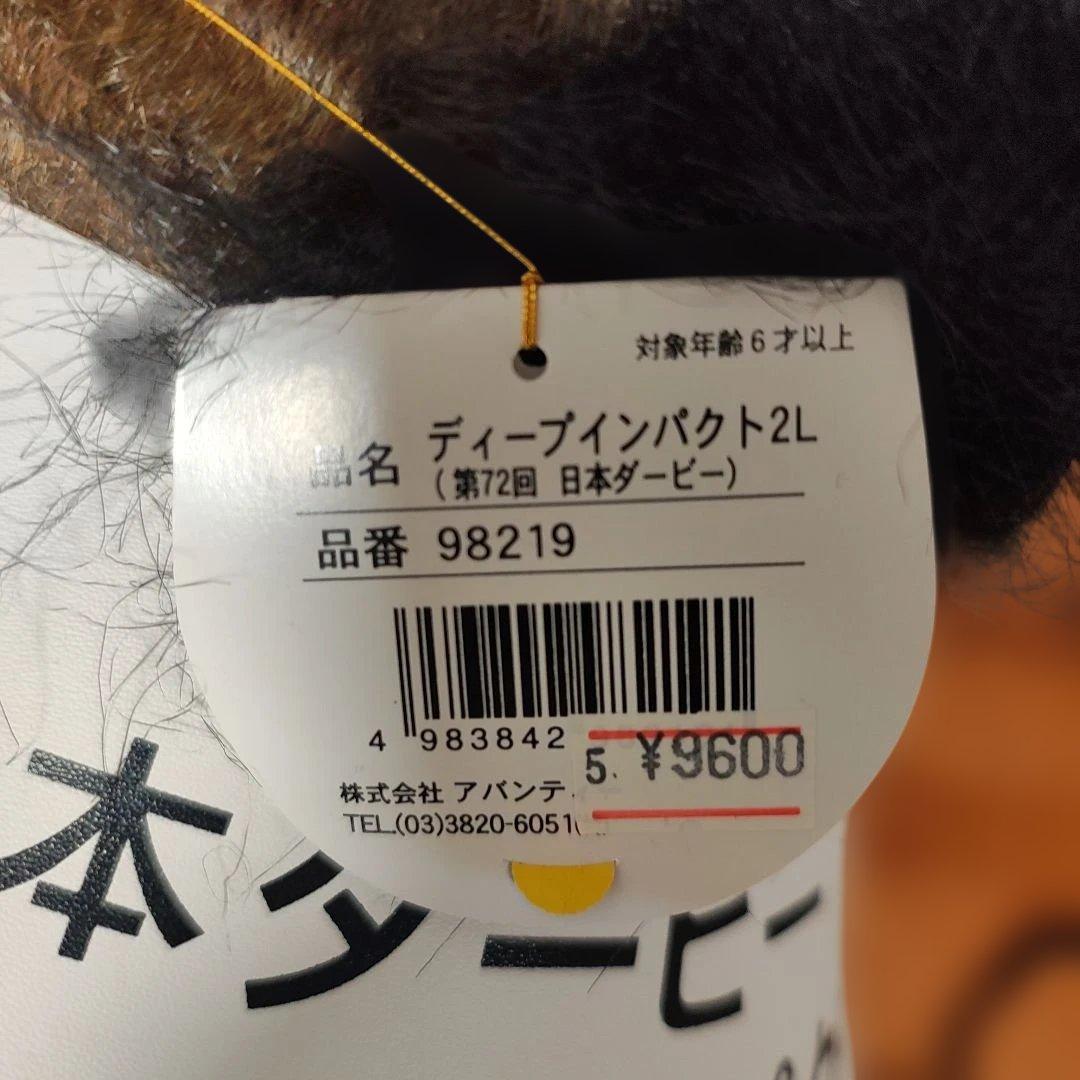 対象年齢6才以上
品名 ディープインパクト2L
(第72回 日本ダービー)
品番 98219
4 983842
5. ¥9600
株式会社 アバンテ
TEL.(03)3820-6051(
本ダービー